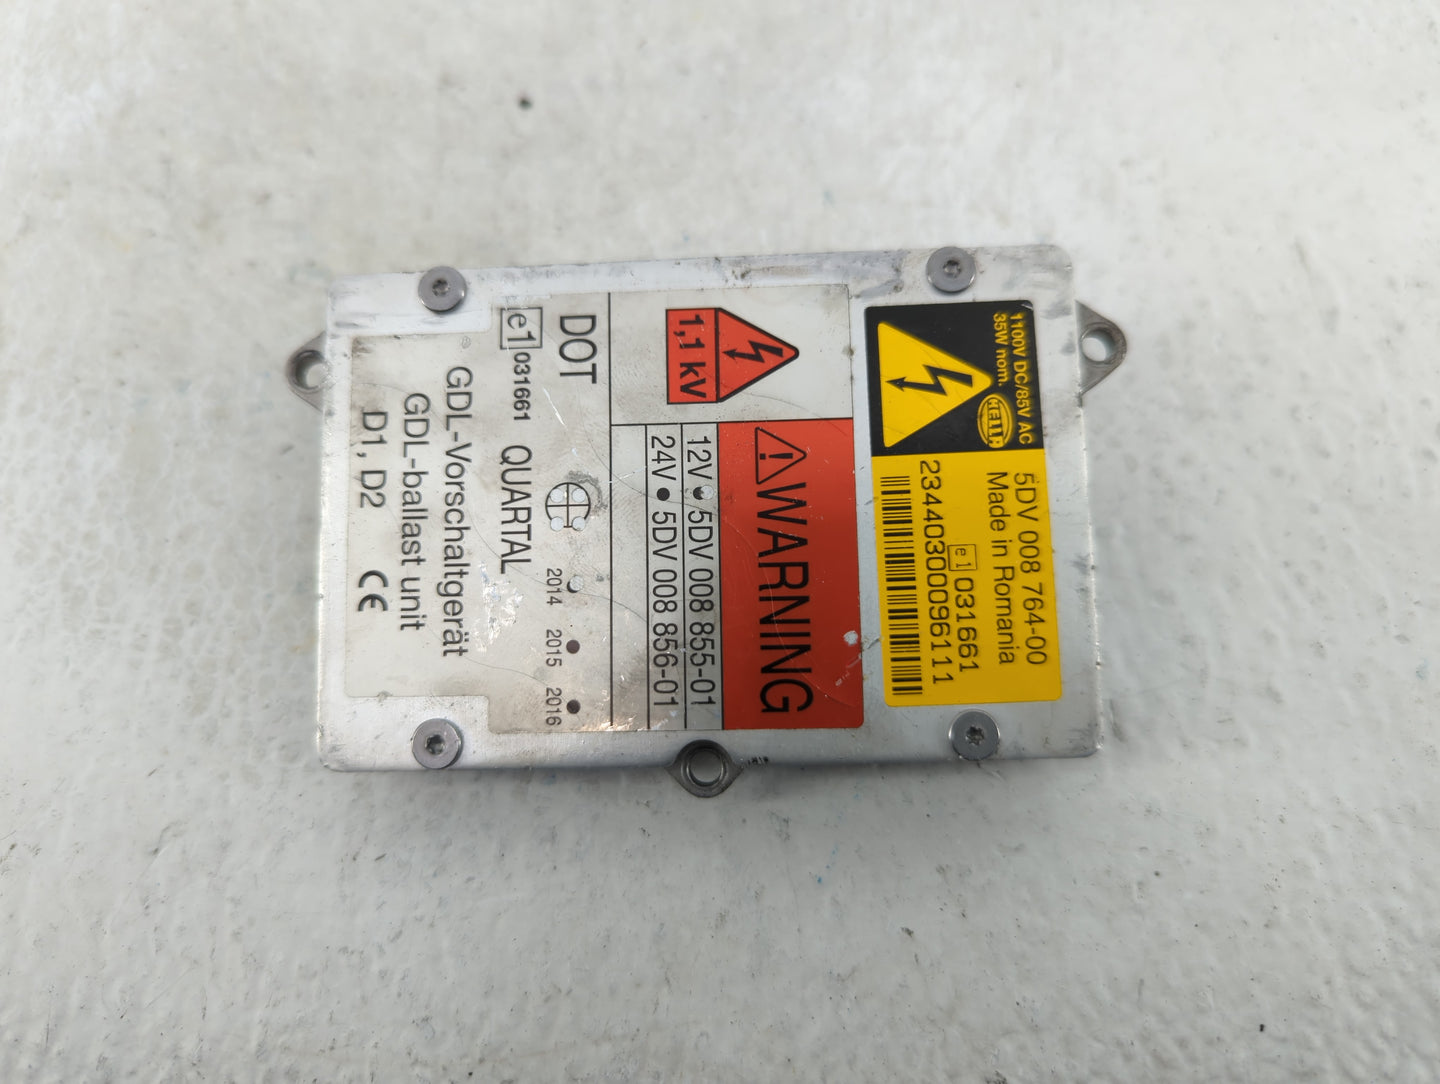 1100V DC/85V AC
35W nom.
HELLA
5DV 008 764-00
Made in Romania
e1 031661
23440300096111
1,1 kV
WARNING
12V 5DV 008 855-01
24V 5DV 008 856-01
DOT
e1 031661 QUARTAL
2014 2015 2016
GDL-Vorschaltgerät
GDL-ballast unit
D1, D2 CE